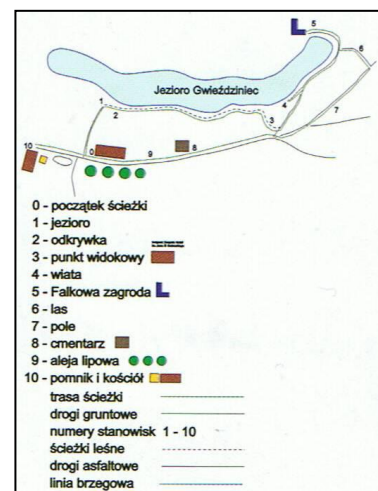 5
6
Jezioro Gwieździniec
1
2
4
3
7
10
0
9
8
0 - początek ścieżki
1 - jezioro
2 - odkrywka
3 - punkt widokowy
4 - wiata
5 - Falkowa zagroda
6 - las
7 - pole
8 - cmentarz
9 - aleja lipowa
10 - pomnik i kościół
trasa ścieżki
drogi gruntowe
numery stanowisk 1 - 10
ścieżki leśne
drogi asfaltowe
linia brzegowa